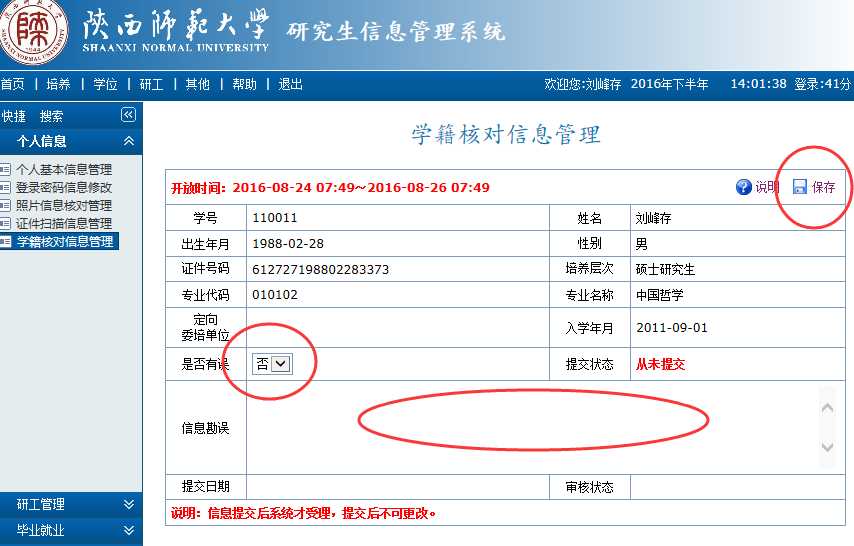 陕西师范大学
SHAANXI NORMAL UNIVERSITY
研究生信息管理系统
首页 | 培养 | 学位 | 研工 | 其他 | 帮助 | 退出
欢迎您:刘峰存 2016年下半年 14:01:38 登录:41分
快捷 搜索
个人信息
个人基本信息管理
登录密码信息修改
照片信息核对管理
证件扫描信息管理
学籍核对信息管理
研工管理
毕业就业
学籍核对信息管理
开放时间：2016-08-24 07:49～2016-08-26 07:49
说明 保存
学号 110011 姓名 刘峰存
出生年月 1988-02-28 性别 男
证件号码 612727198802283373 培养层次 硕士研究生
专业代码 010102 专业名称 中国哲学
定向
委培单位 入学年月 2011-09-01
是否有误 否 提交状态 从未提交
信息勘误
提交日期 审核状态
说明：信息提交后系统才受理，提交后不可更改。